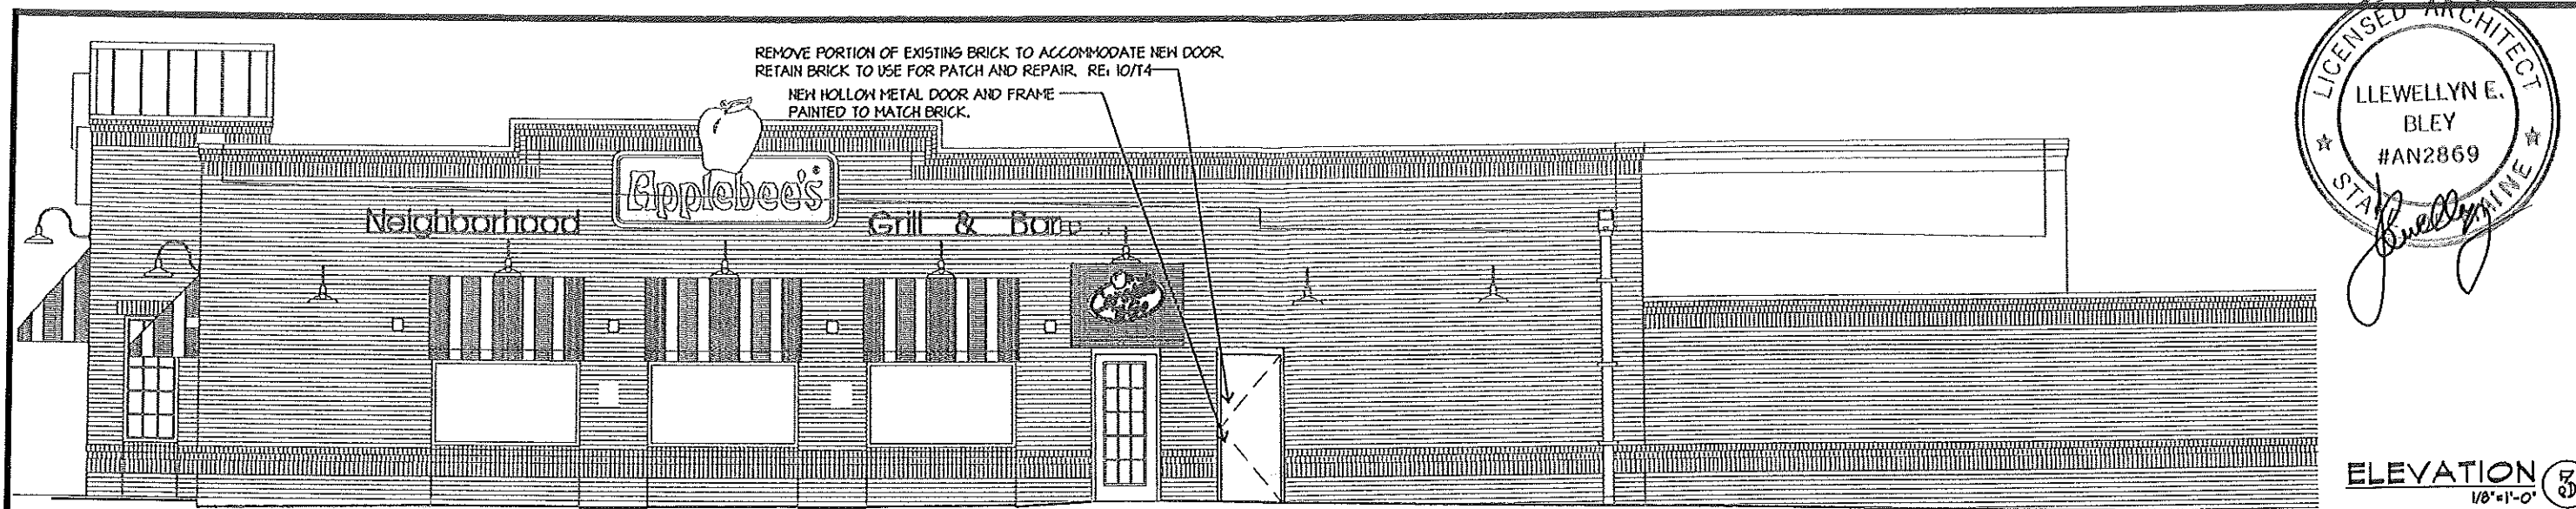 REMOVE PORTION OF EXISTING BRICK TO ACCOMMODATE NEW DOOR.
RETAIN BRICK TO USE FOR PATCH AND REPAIR. RE: 10/T4
NEW HOLLOW METAL DOOR AND FRAME
PAINTED TO MATCH BRICK.
Applebee's®
Neighborhood Grill & Bar
LICENSED ARCHITECT
LLEWELLYN E.
BLEY
#AN2869
ELEVATION
1/8"=1'-0"